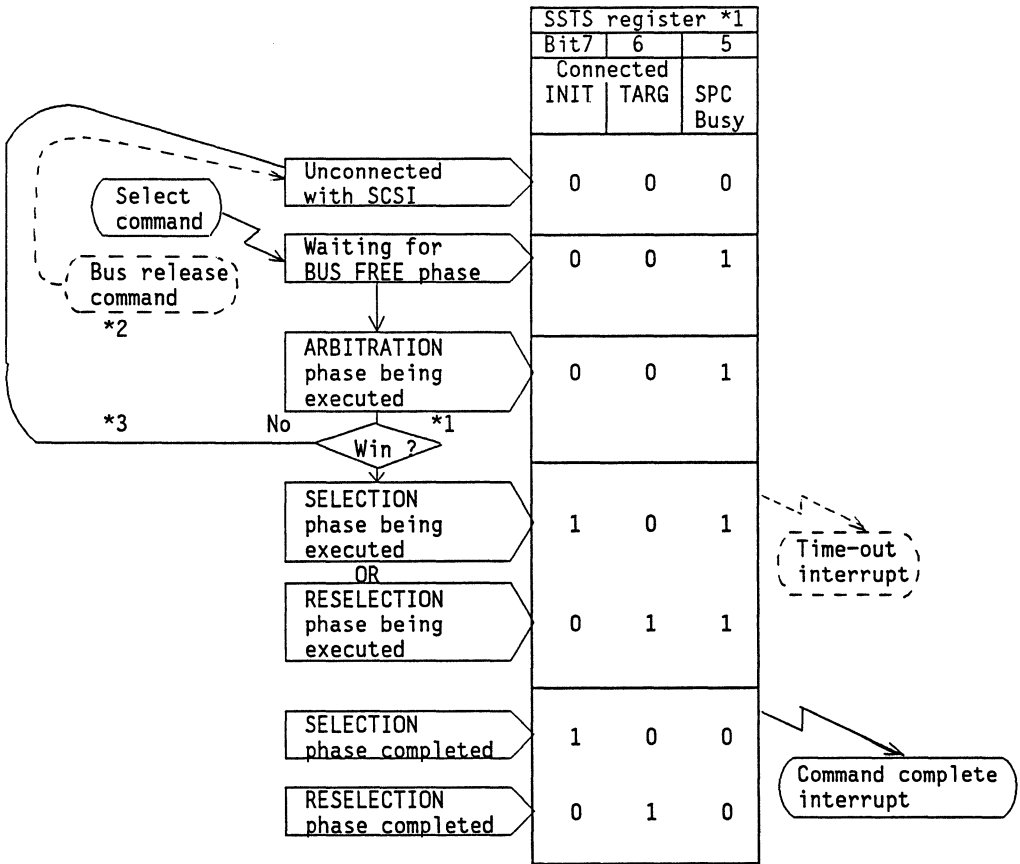 SSTS register *1
Bit7 6 5
Connected
INIT TARG SPC
Busy
Unconnected
with SCSI
0 0 0
Select
command
Waiting for
BUS FREE phase
0 0 1
Bus release
command
*2
ARBITRATION
phase being
executed
0 0 1
*3 No *1
Win ?
SELECTION
phase being
executed
1 0 1
Time-out
interrupt
OR
RESELECTION
phase being
executed
0 1 1
SELECTION
phase completed
1 0 0
Command complete
interrupt
RESELECTION
phase completed
0 1 0